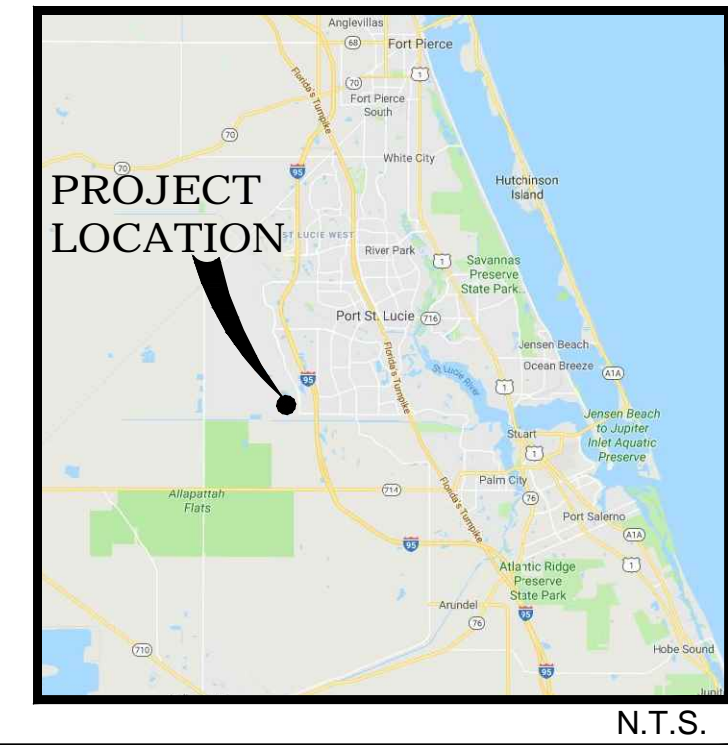 Anglevillas
68
Fort Pierce
1
70
Florida's Turnpike
Fort Pierce
South
70
White City
70
95
Hutchinson
Island
PROJECT
LOCATION
ST LUCIE WEST
River Park
1
Savannas
Preserve
State Park
Port St. Lucie
716
Florida's Turnpike
Jensen Beach
Ocean Breeze
A1A
St Lucie River
95
1
Jensen Beach
to Jupiter
Inlet Aquatic
Preserve
Stuart
1
Palm City
714
Allapattah
Flats
Florida's Turnpike
76
Port Salerno
A1A
95
1
Atlantic Ridge
Preserve
State Park
Arundel
95
76
710
Hobe Sound
95
N.T.S.